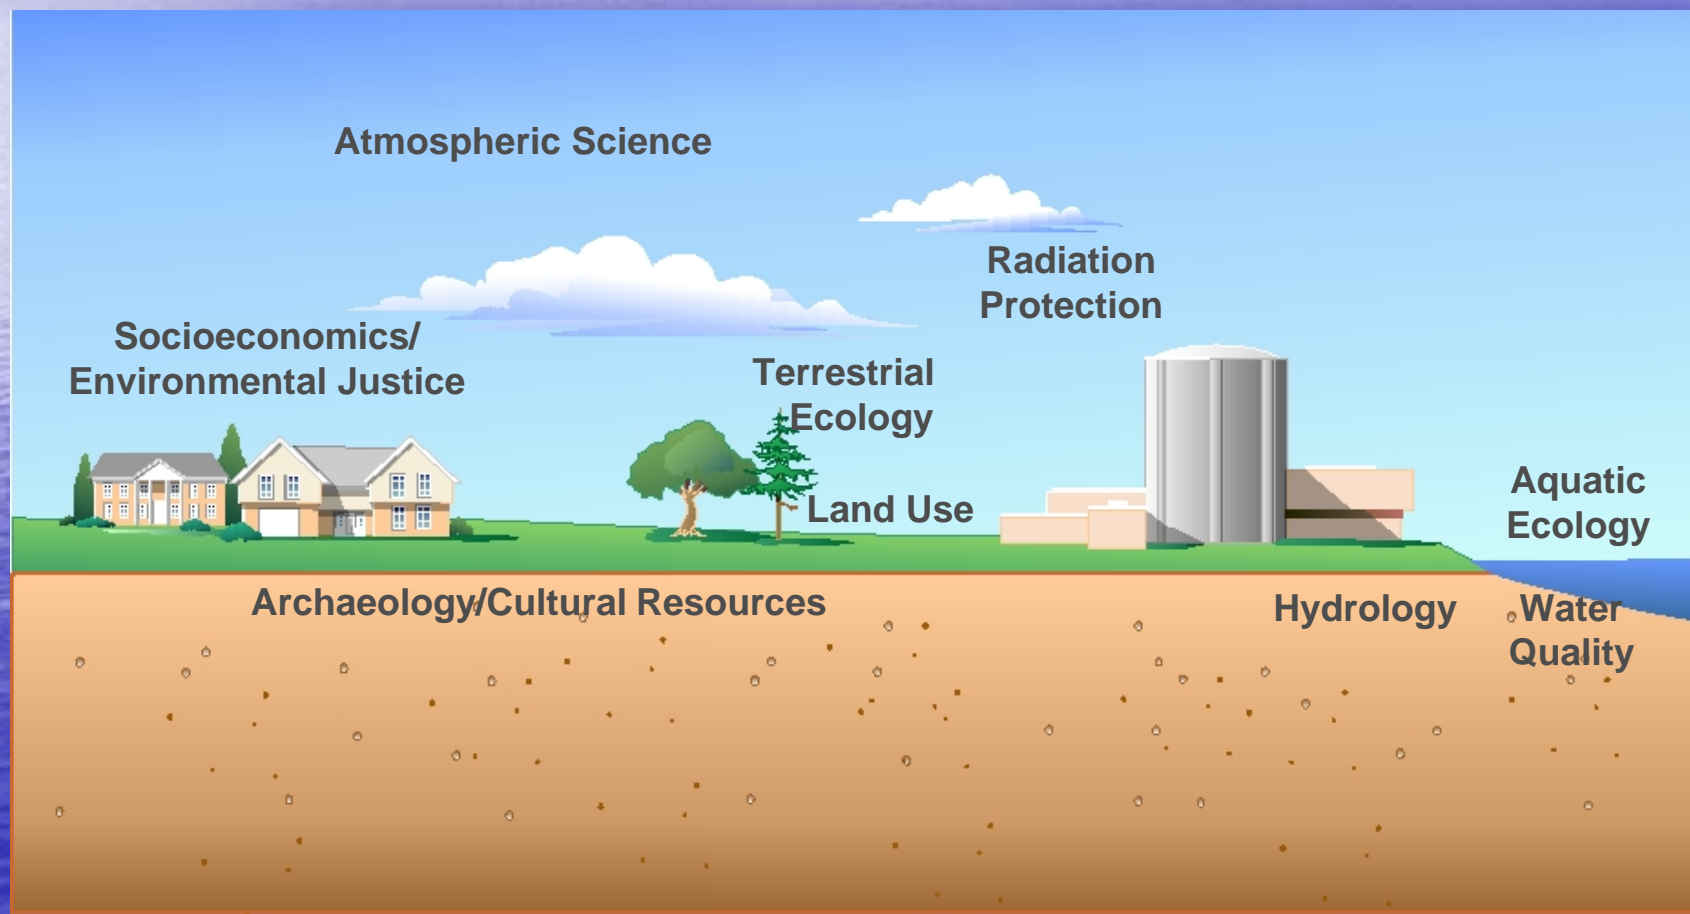 Atmospheric Science
Radiation
Protection
Socioeconomics/
Environmental Justice
Terrestrial
Ecology
Land Use
Aquatic
Ecology
Archaeology/Cultural Resources
Hydrology
Water
Quality